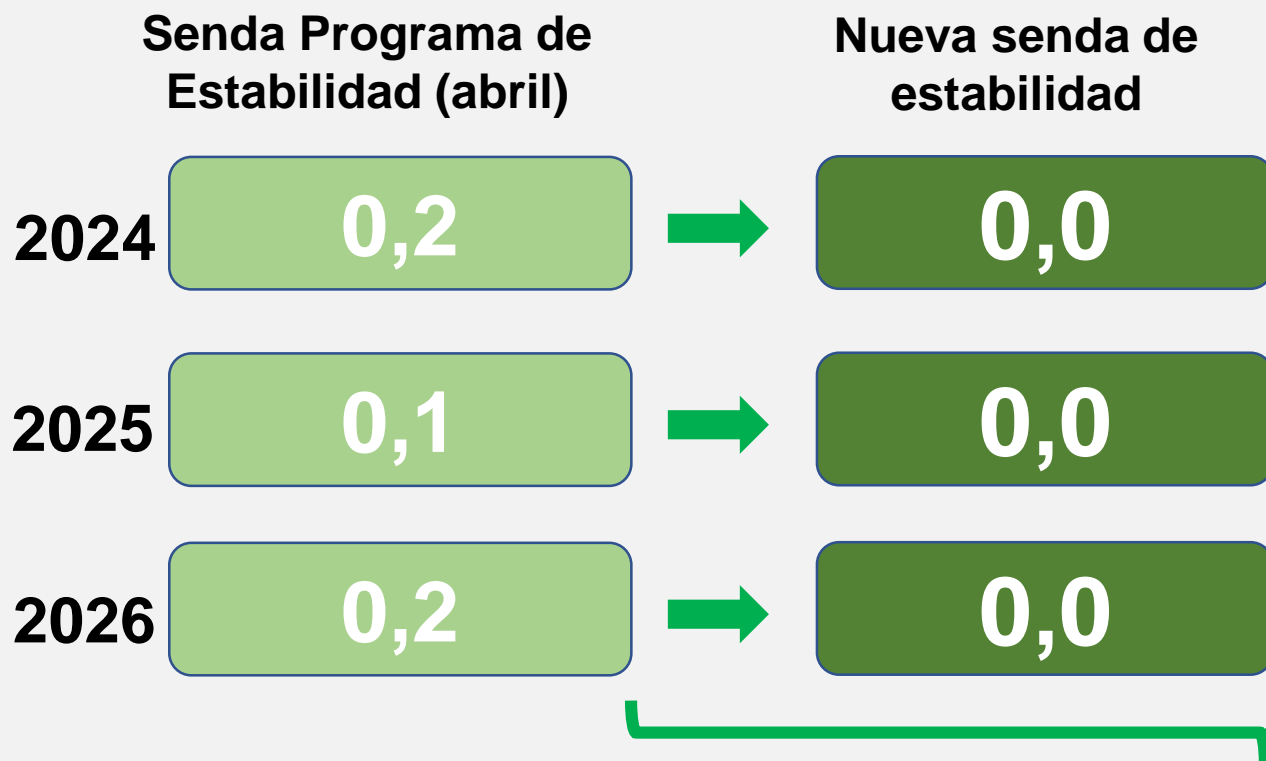 Senda Programa de
Estabilidad (abril)
Nueva senda de
estabilidad
2024 0,2 0,0
2025 0,1 0,0
2026 0,2 0,0